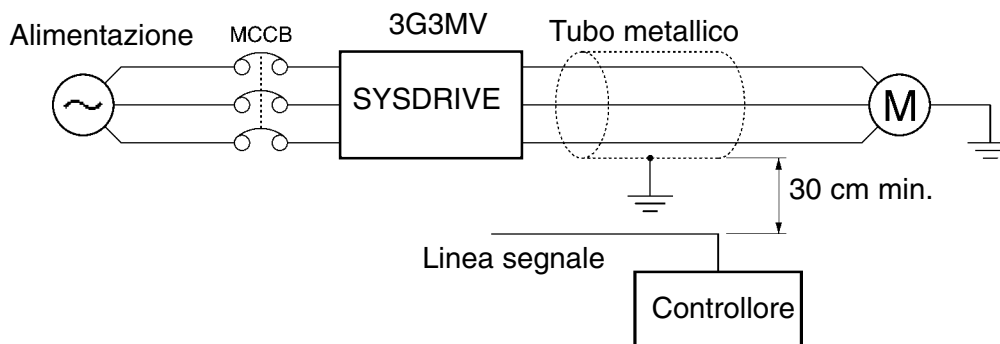 3G3MV
Alimentazione
MCCB
Tubo metallico
SYSDRIVE
M
30 cm min.
Linea segnale
Controllore